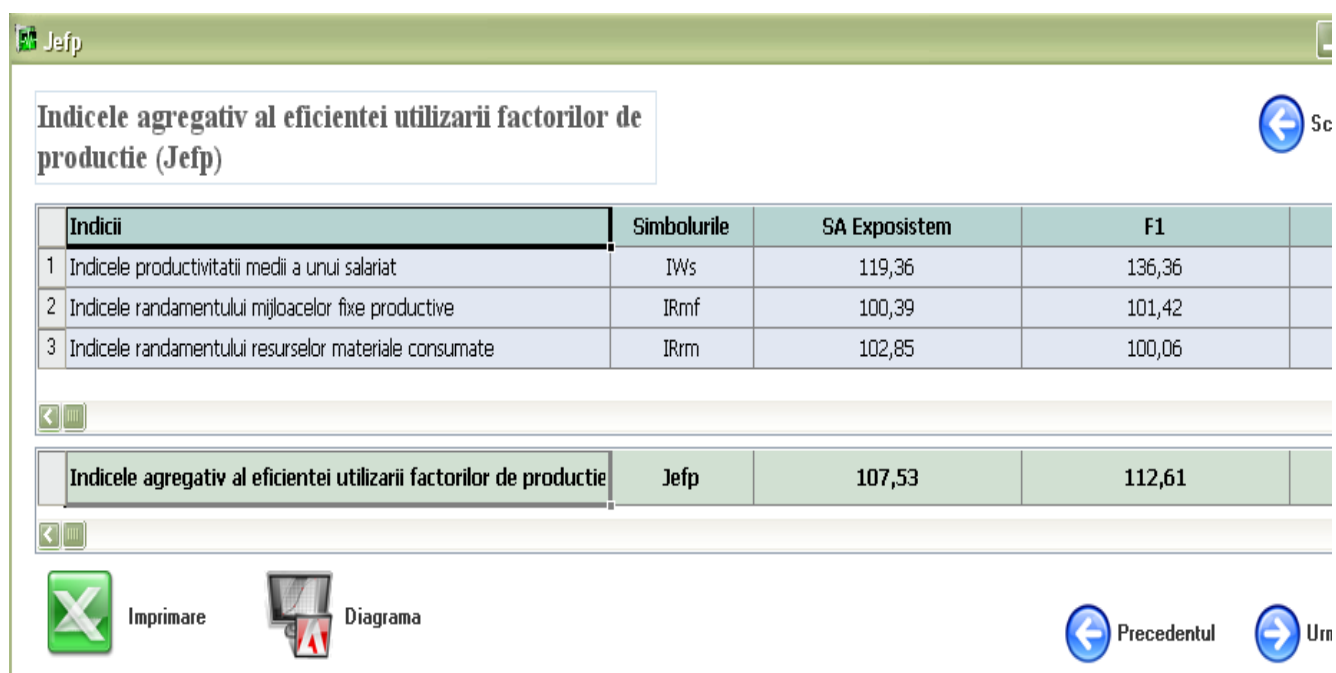 Jefp
Indicele agregativ al eficientei utilizarii factorilor de
productie (Jefp)
Indicii Simbolurile SA Exposistem F1
1 Indicele productivitatii medii a unui salariat IWs 119,36 136,36
2 Indicele randamentului mijloacelor fixe productive IRmf 100,39 101,42
3 Indicele randamentului resurselor materiale consumate IRrm 102,85 100,06
Indicele agregativ al eficientei utilizarii factorilor de productie Jefp 107,53 112,61
Imprimare Diagrama Precedentul